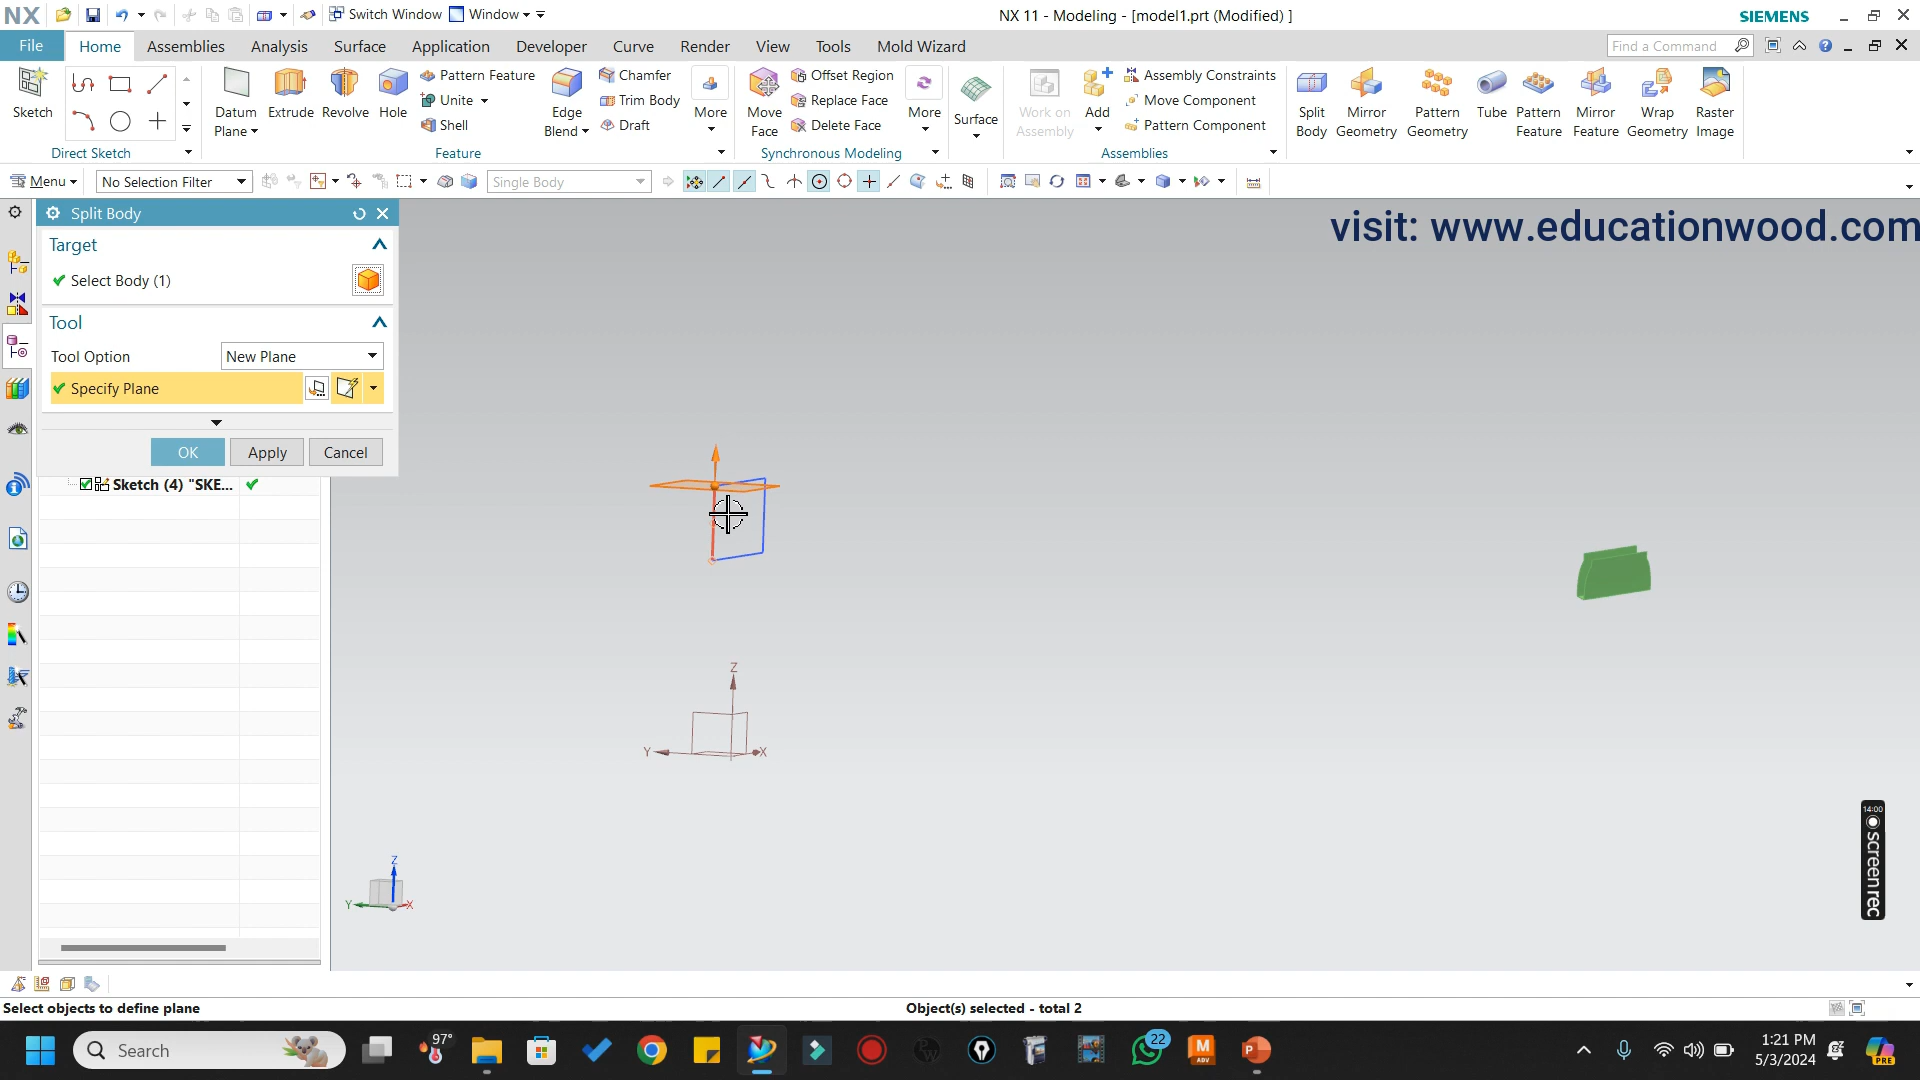 NX Switch Window Window NX 11 - Modeling - [model1.prt (Modified) ] SIEMENS
File Home Assemblies Analysis Surface Curve Application Developer Curve Render View Tools Mold Wizard Find a Command
Sketch
Direct Sketch
Datum Plane
Extrude
Revolve
Hole
Pattern Feature
Unite
Shell
Edge Blend
Chamfer
Trim Body
Draft
More
Feature
Move Face
Offset Region
Replace Face
Delete Face
More
Synchronous Modeling
Surface
Work on Assembly
Add
Assembly Constraints
Move Component
Pattern Component
Assemblies
Split Body
Mirror Geometry
Pattern Geometry
Tube
Pattern Feature
Mirror Feature
Wrap Geometry
Raster Image
Menu No Selection Filter Single Body
Split Body
Target
Select Body (1)
Tool
Tool Option New Plane
Specify Plane
OK Apply Cancel
Sketch (4) "SKE...
visit: www.educationwood.com
Z
Y X
Z
Y X
14:00
screenrec
Select objects to define plane Object(s) selected - total 2
Search 97° 22 ADV 1:21 PM
5/3/2024
PRE